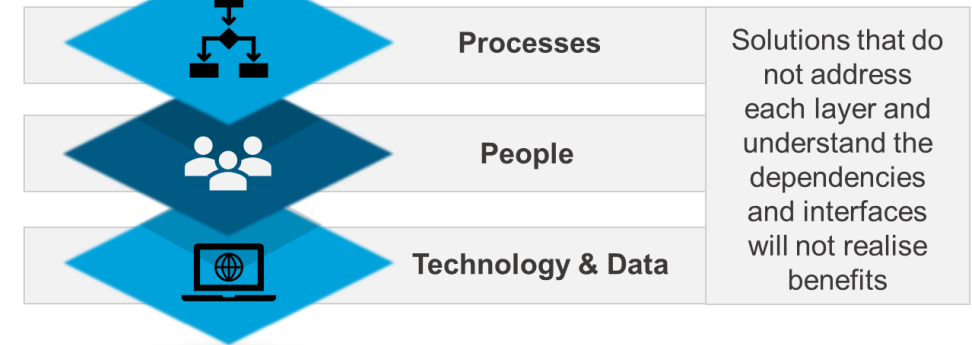 Processes
People
Technology & Data
Solutions that do
not address
each layer and
understand the
dependencies
and interfaces
will not realise
benefits